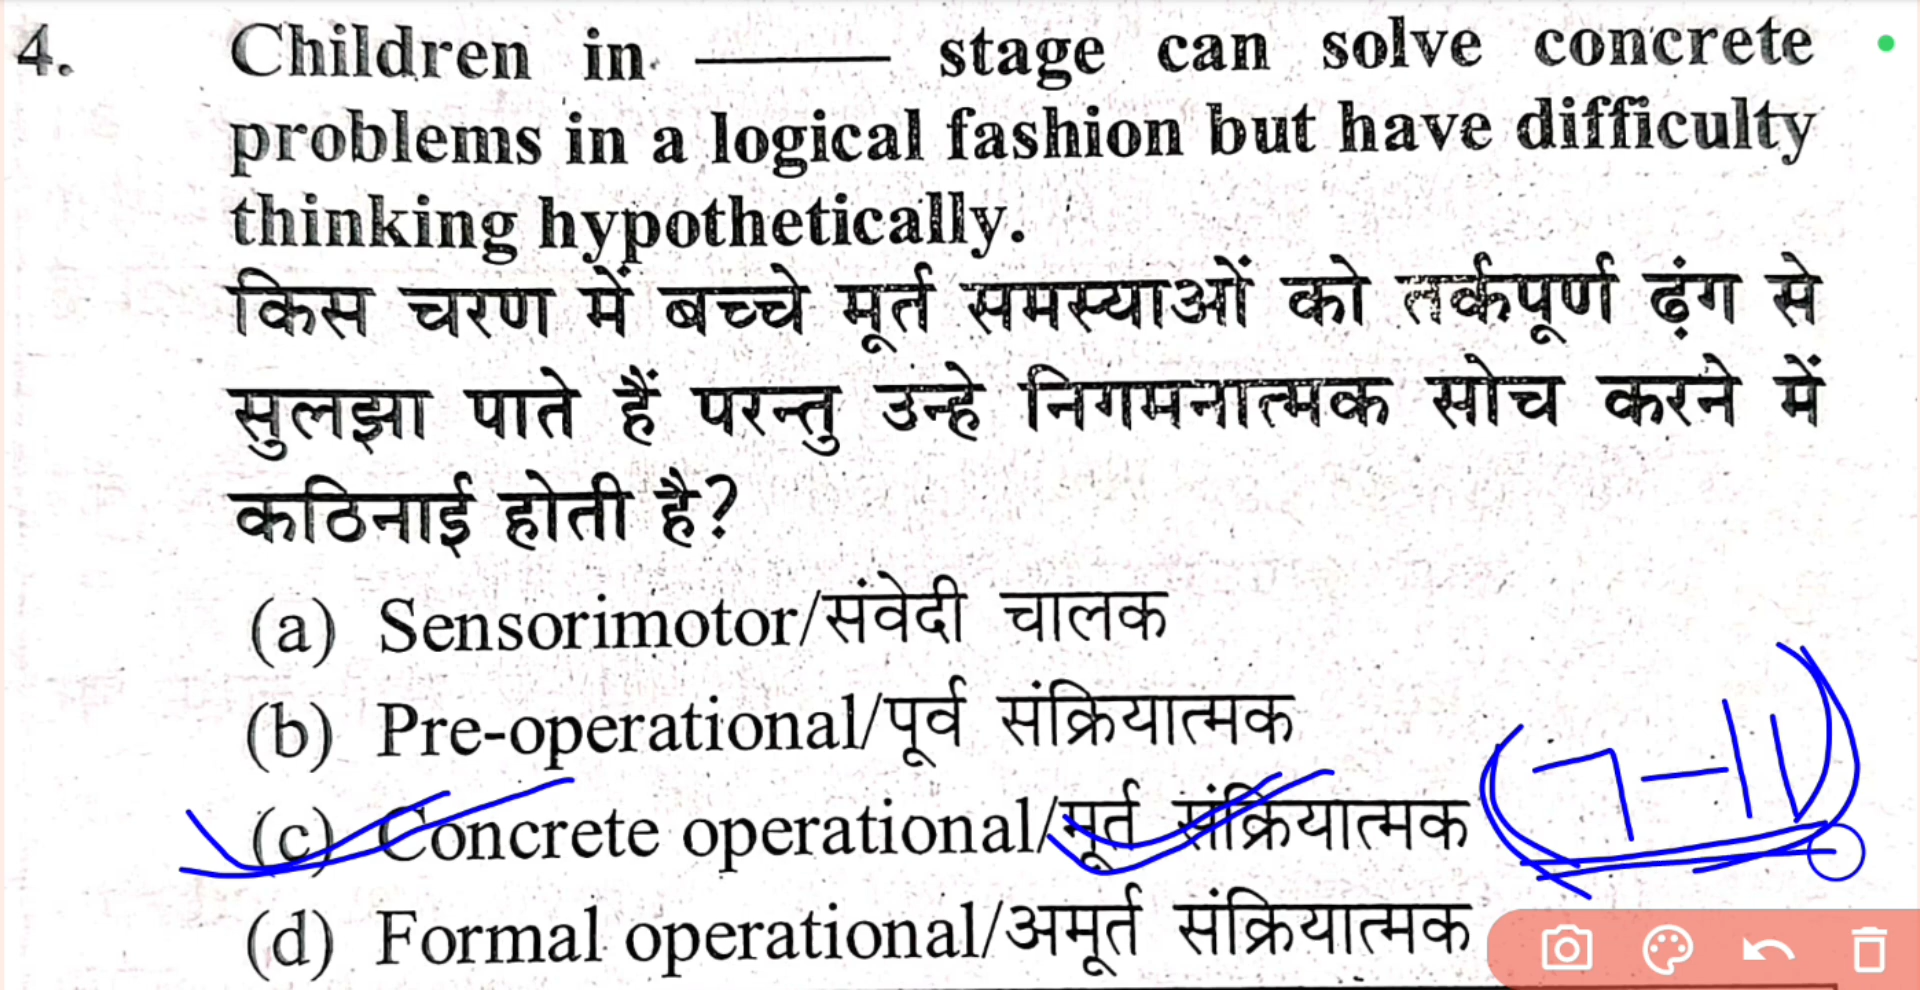 4. Children in ____ stage can solve concrete
problems in a logical fashion but have difficulty
thinking hypothetically.
किस चरण में बच्चे मूर्त समस्याओं को तर्कपूर्ण ढ़ंग से
सुलझा पाते हैं परन्तु उन्हे निगमनात्मक सोच करने में
कठिनाई होती है?
(a) Sensorimotor/संवेदी चालक
(b) Pre-operational/पूर्व संक्रियात्मक
(c) Concrete operational/मूर्त संक्रियात्मक (7-11)
(d) Formal operational/अमूर्त संक्रियात्मक